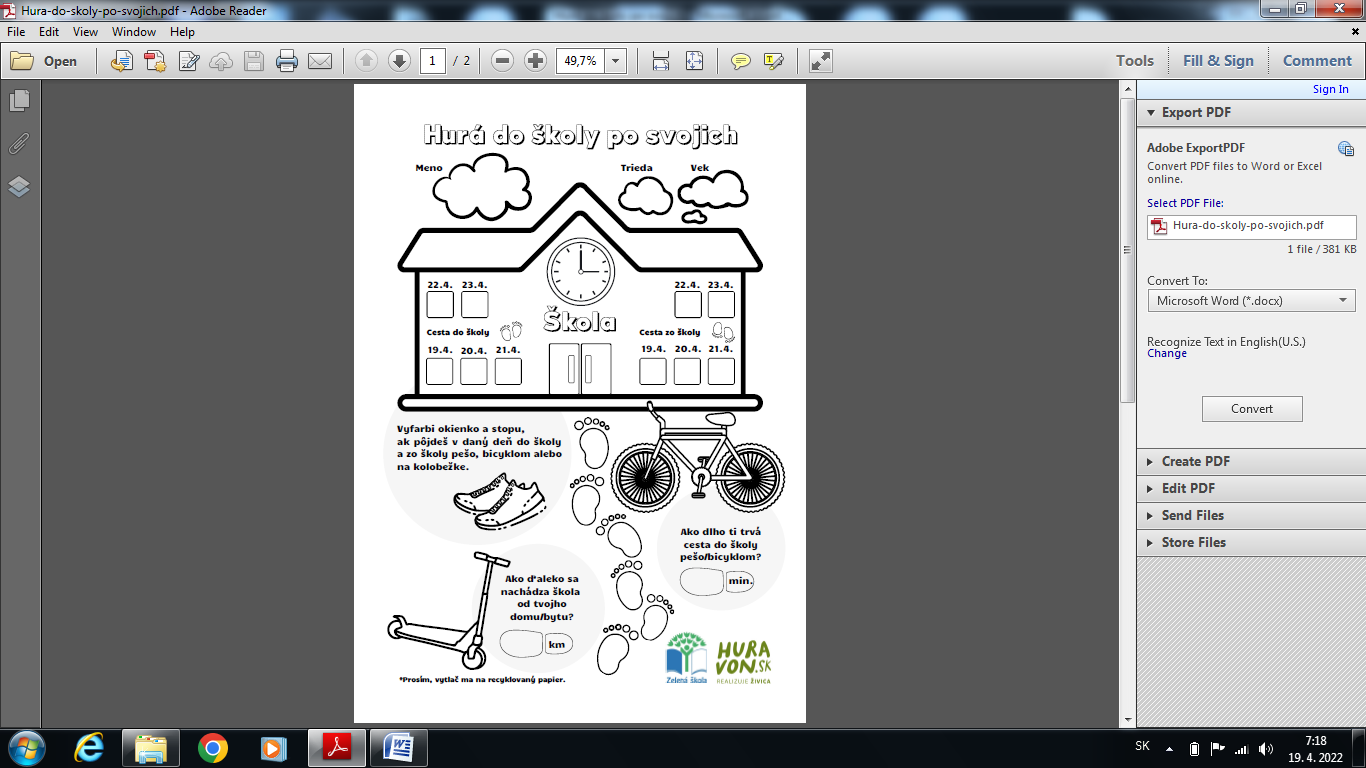 Hura-do-skoly-po-svojich.pdf - Adobe Reader
File Edit View Window Help
Open 1 / 2 49,7% Tools Fill & Sign Comment
Sign In
Export PDF
Adobe ExportPDF
Convert PDF files to Word or Excel
online.
Select PDF File:
Hura-do-skoly-po-svojich.pdf
1 file / 381 KB
Convert To:
Microsoft Word (*.docx)
Recognize Text in English(U.S.)
Change
Convert
Create PDF
Edit PDF
Send Files
Store Files
Hurá do školy po svojich
Meno Trieda Vek
22.4. 23.4. 22.4. 23.4.
Škola
Cesta do školy Cesta zo školy
19.4. 20.4. 21.4. 19.4. 20.4. 21.4.
Vyfarbi okienko a stopu,
ak pôjdeš v daný deň do školy
a zo školy pešo, bicyklom alebo
na kolobežke.
Ako dlho ti trvá
cesta do školy
pešo/bicyklom?
min.
Ako ďaleko sa
nachádza škola
od tvojho
domu/bytu?
km
Zelená škola
HURA
VON.SK
REALIZUJE ŽIVICA
*Prosím, vytlač ma na recyklovaný papier.
SK
7:18
19. 4. 2022